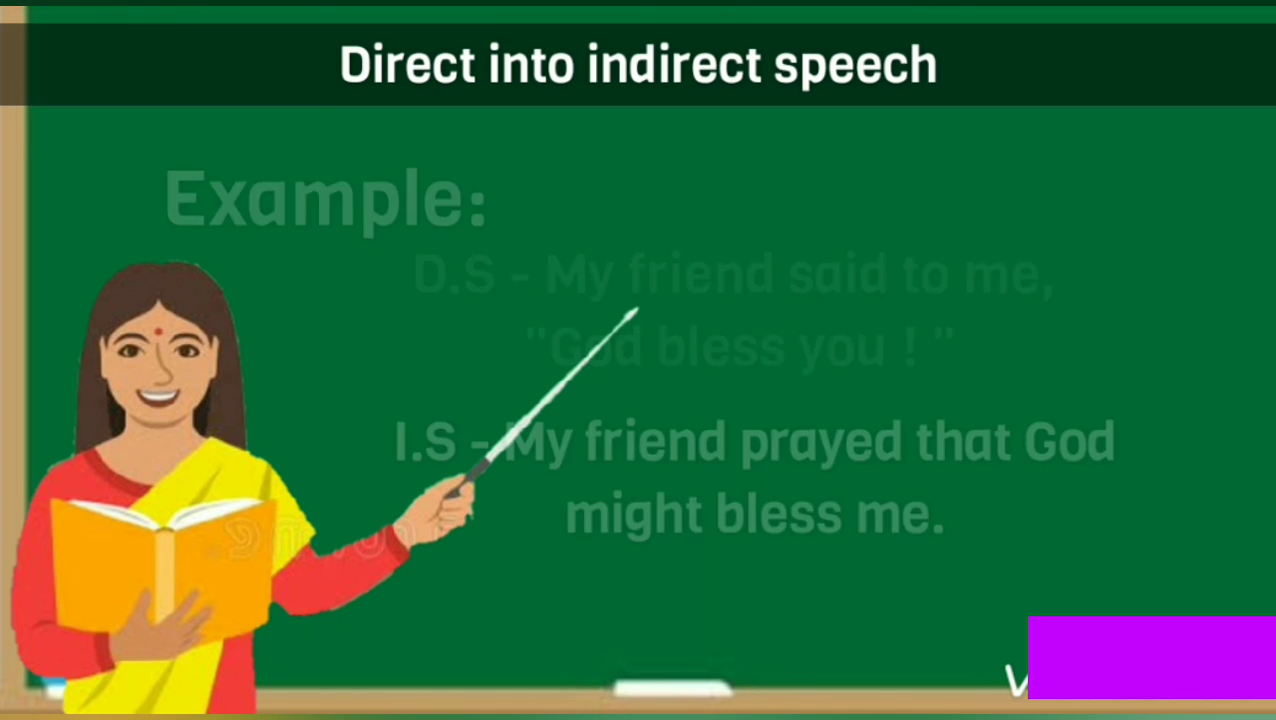 Direct into indirect speech
Example:
D.S - My friend said to me,
"God bless you ! "
I.S - My friend prayed that God
might bless me.